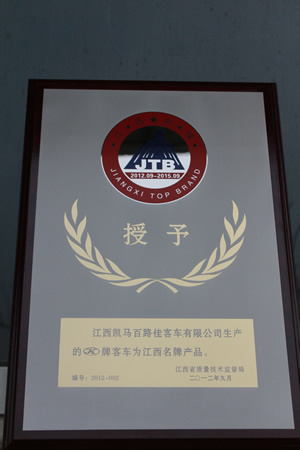 JTB
2012.09-2015.09
JIANGXI TOP BRAND
授予
江西凯马百路佳客车有限公司生产
的牌客车为江西名牌产品。
江西省质量技术监督局
编号:2012-002
二〇一二年九月